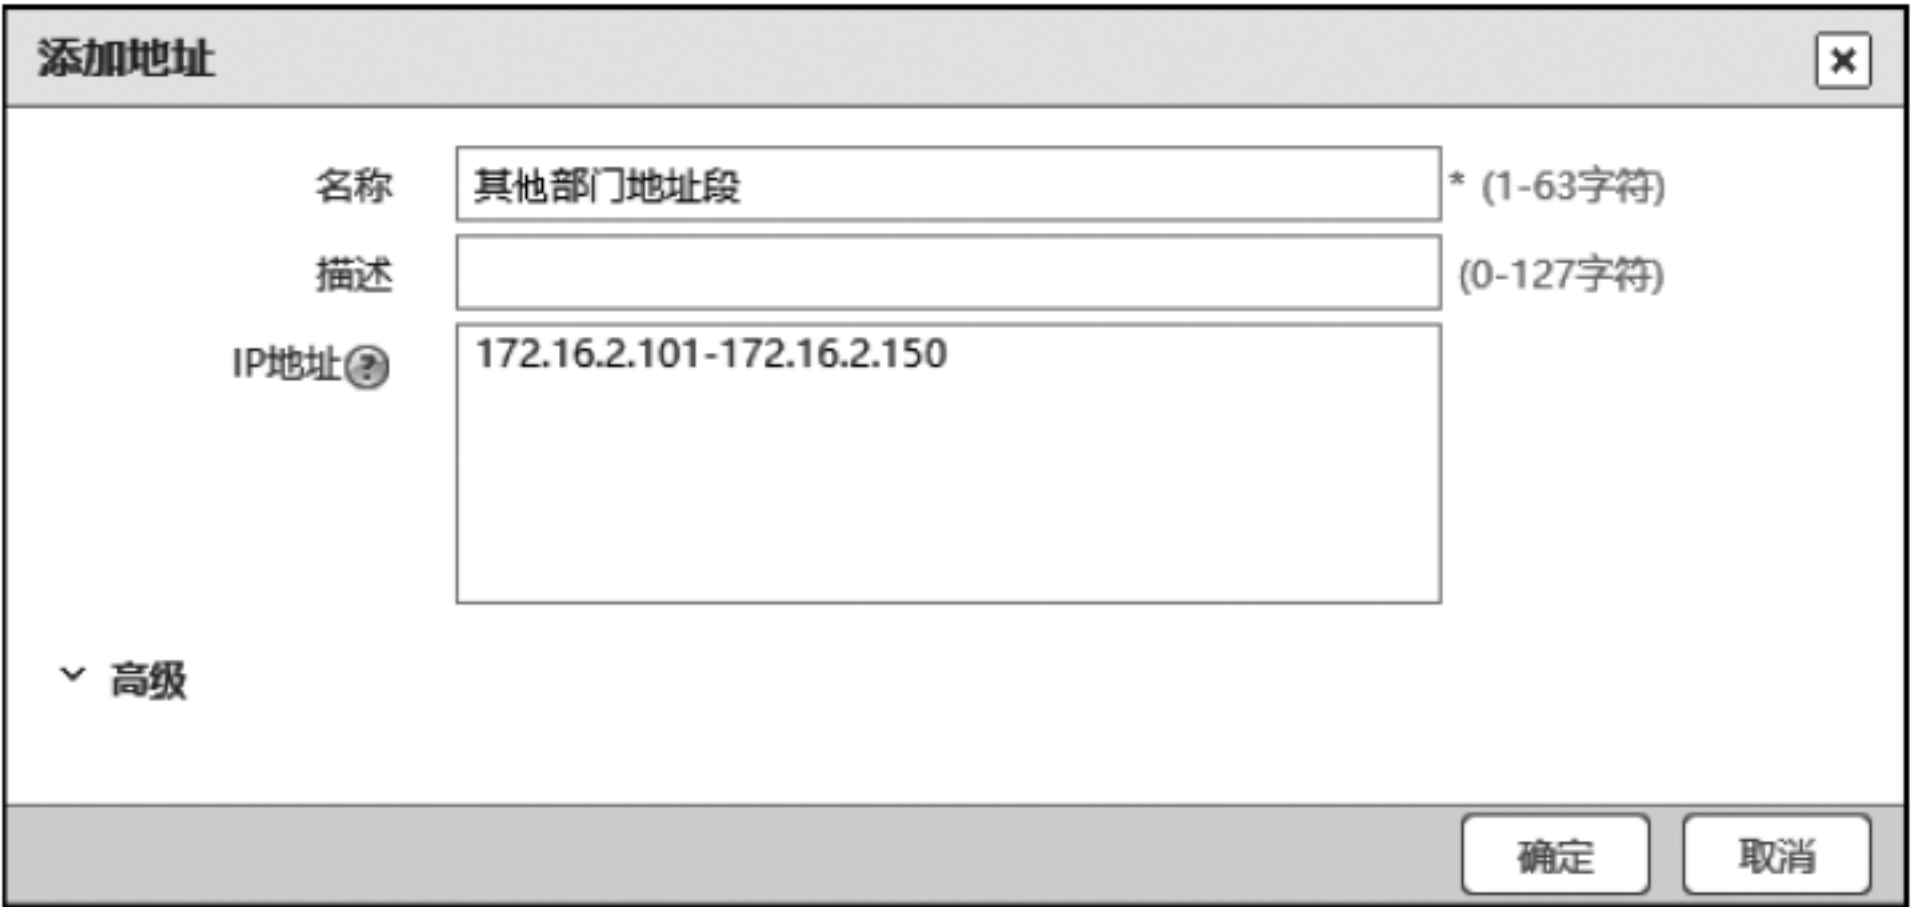 添加地址
名称 其他部门地址段 * (1-63字符)
描述 (0-127字符)
IP地址 172.16.2.101-172.16.2.150
高级
确定 取消